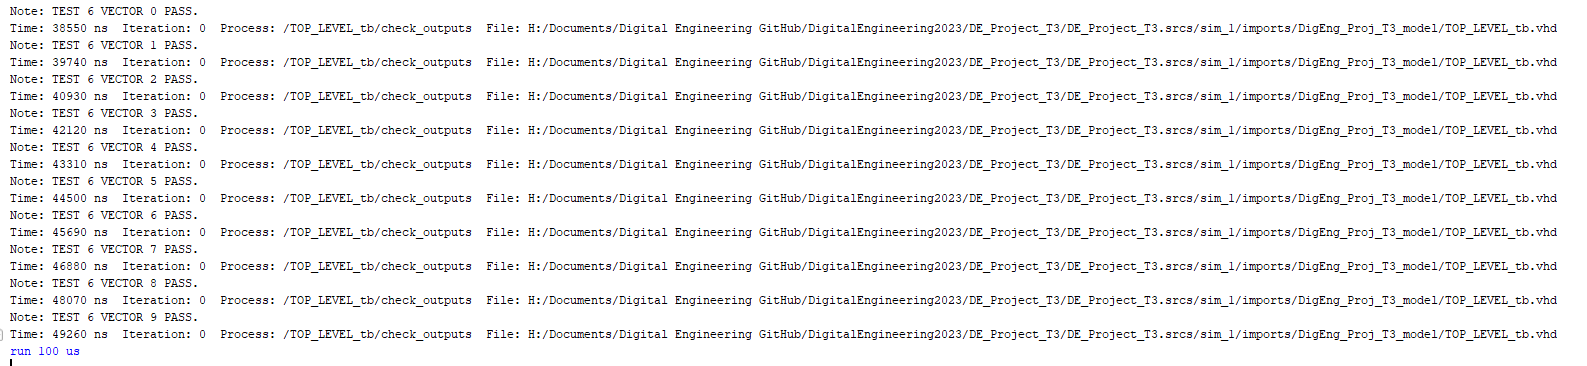 Note: TEST 6 VECTOR 0 PASS.
Time: 38550 ns  Iteration: 0  Process: /TOP_LEVEL_tb/check_outputs  File: H:/Documents/Digital Engineering GitHub/DigitalEngineering2023/DE_Project_T3/DE_Project_T3.srcs/sim_1/imports/DigEng_Proj_T3_model/TOP_LEVEL_tb.vhd
Note: TEST 6 VECTOR 1 PASS.
Time: 39740 ns  Iteration: 0  Process: /TOP_LEVEL_tb/check_outputs  File: H:/Documents/Digital Engineering GitHub/DigitalEngineering2023/DE_Project_T3/DE_Project_T3.srcs/sim_1/imports/DigEng_Proj_T3_model/TOP_LEVEL_tb.vhd
Note: TEST 6 VECTOR 2 PASS.
Time: 40930 ns  Iteration: 0  Process: /TOP_LEVEL_tb/check_outputs  File: H:/Documents/Digital Engineering GitHub/DigitalEngineering2023/DE_Project_T3/DE_Project_T3.srcs/sim_1/imports/DigEng_Proj_T3_model/TOP_LEVEL_tb.vhd
Note: TEST 6 VECTOR 3 PASS.
Time: 42120 ns  Iteration: 0  Process: /TOP_LEVEL_tb/check_outputs  File: H:/Documents/Digital Engineering GitHub/DigitalEngineering2023/DE_Project_T3/DE_Project_T3.srcs/sim_1/imports/DigEng_Proj_T3_model/TOP_LEVEL_tb.vhd
Note: TEST 6 VECTOR 4 PASS.
Time: 43310 ns  Iteration: 0  Process: /TOP_LEVEL_tb/check_outputs  File: H:/Documents/Digital Engineering GitHub/DigitalEngineering2023/DE_Project_T3/DE_Project_T3.srcs/sim_1/imports/DigEng_Proj_T3_model/TOP_LEVEL_tb.vhd
Note: TEST 6 VECTOR 5 PASS.
Time: 44500 ns  Iteration: 0  Process: /TOP_LEVEL_tb/check_outputs  File: H:/Documents/Digital Engineering GitHub/DigitalEngineering2023/DE_Project_T3/DE_Project_T3.srcs/sim_1/imports/DigEng_Proj_T3_model/TOP_LEVEL_tb.vhd
Note: TEST 6 VECTOR 6 PASS.
Time: 45690 ns  Iteration: 0  Process: /TOP_LEVEL_tb/check_outputs  File: H:/Documents/Digital Engineering GitHub/DigitalEngineering2023/DE_Project_T3/DE_Project_T3.srcs/sim_1/imports/DigEng_Proj_T3_model/TOP_LEVEL_tb.vhd
Note: TEST 6 VECTOR 7 PASS.
Time: 46880 ns  Iteration: 0  Process: /TOP_LEVEL_tb/check_outputs  File: H:/Documents/Digital Engineering GitHub/DigitalEngineering2023/DE_Project_T3/DE_Project_T3.srcs/sim_1/imports/DigEng_Proj_T3_model/TOP_LEVEL_tb.vhd
Note: TEST 6 VECTOR 8 PASS.
Time: 48070 ns  Iteration: 0  Process: /TOP_LEVEL_tb/check_outputs  File: H:/Documents/Digital Engineering GitHub/DigitalEngineering2023/DE_Project_T3/DE_Project_T3.srcs/sim_1/imports/DigEng_Proj_T3_model/TOP_LEVEL_tb.vhd
Note: TEST 6 VECTOR 9 PASS.
Time: 49260 ns  Iteration: 0  Process: /TOP_LEVEL_tb/check_outputs  File: H:/Documents/Digital Engineering GitHub/DigitalEngineering2023/DE_Project_T3/DE_Project_T3.srcs/sim_1/imports/DigEng_Proj_T3_model/TOP_LEVEL_tb.vhd
run 100 us